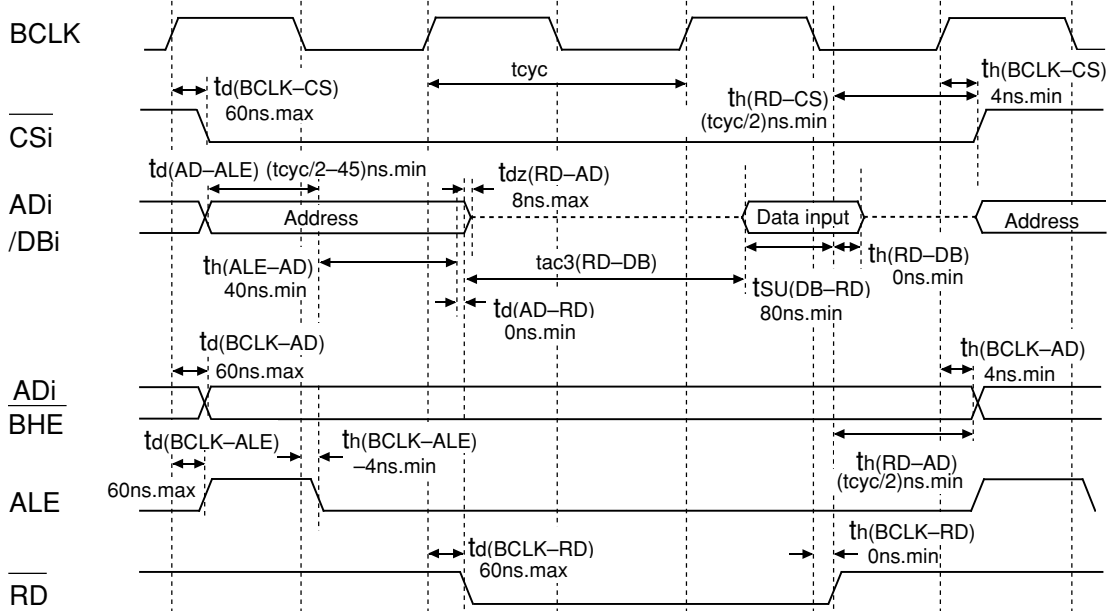 BCLK
tcyc
td(BCLK–CS)
60ns.max
th(RD–CS)
(tcyc/2)ns.min
th(BCLK–CS)
4ns.min
CSi
td(AD–ALE) (tcyc/2–45)ns.min
tdz(RD–AD)
8ns.max
ADi
/DBi
Address
Data input
Address
th(ALE–AD)
40ns.min
tac3(RD–DB)
th(RD–DB)
0ns.min
td(AD–RD)
0ns.min
tSU(DB–RD)
80ns.min
td(BCLK–AD)
60ns.max
th(BCLK–AD)
4ns.min
ADi
BHE
td(BCLK–ALE)
60ns.max
th(BCLK–ALE)
–4ns.min
th(RD–AD)
(tcyc/2)ns.min
ALE
td(BCLK–RD)
60ns.max
th(BCLK–RD)
0ns.min
RD